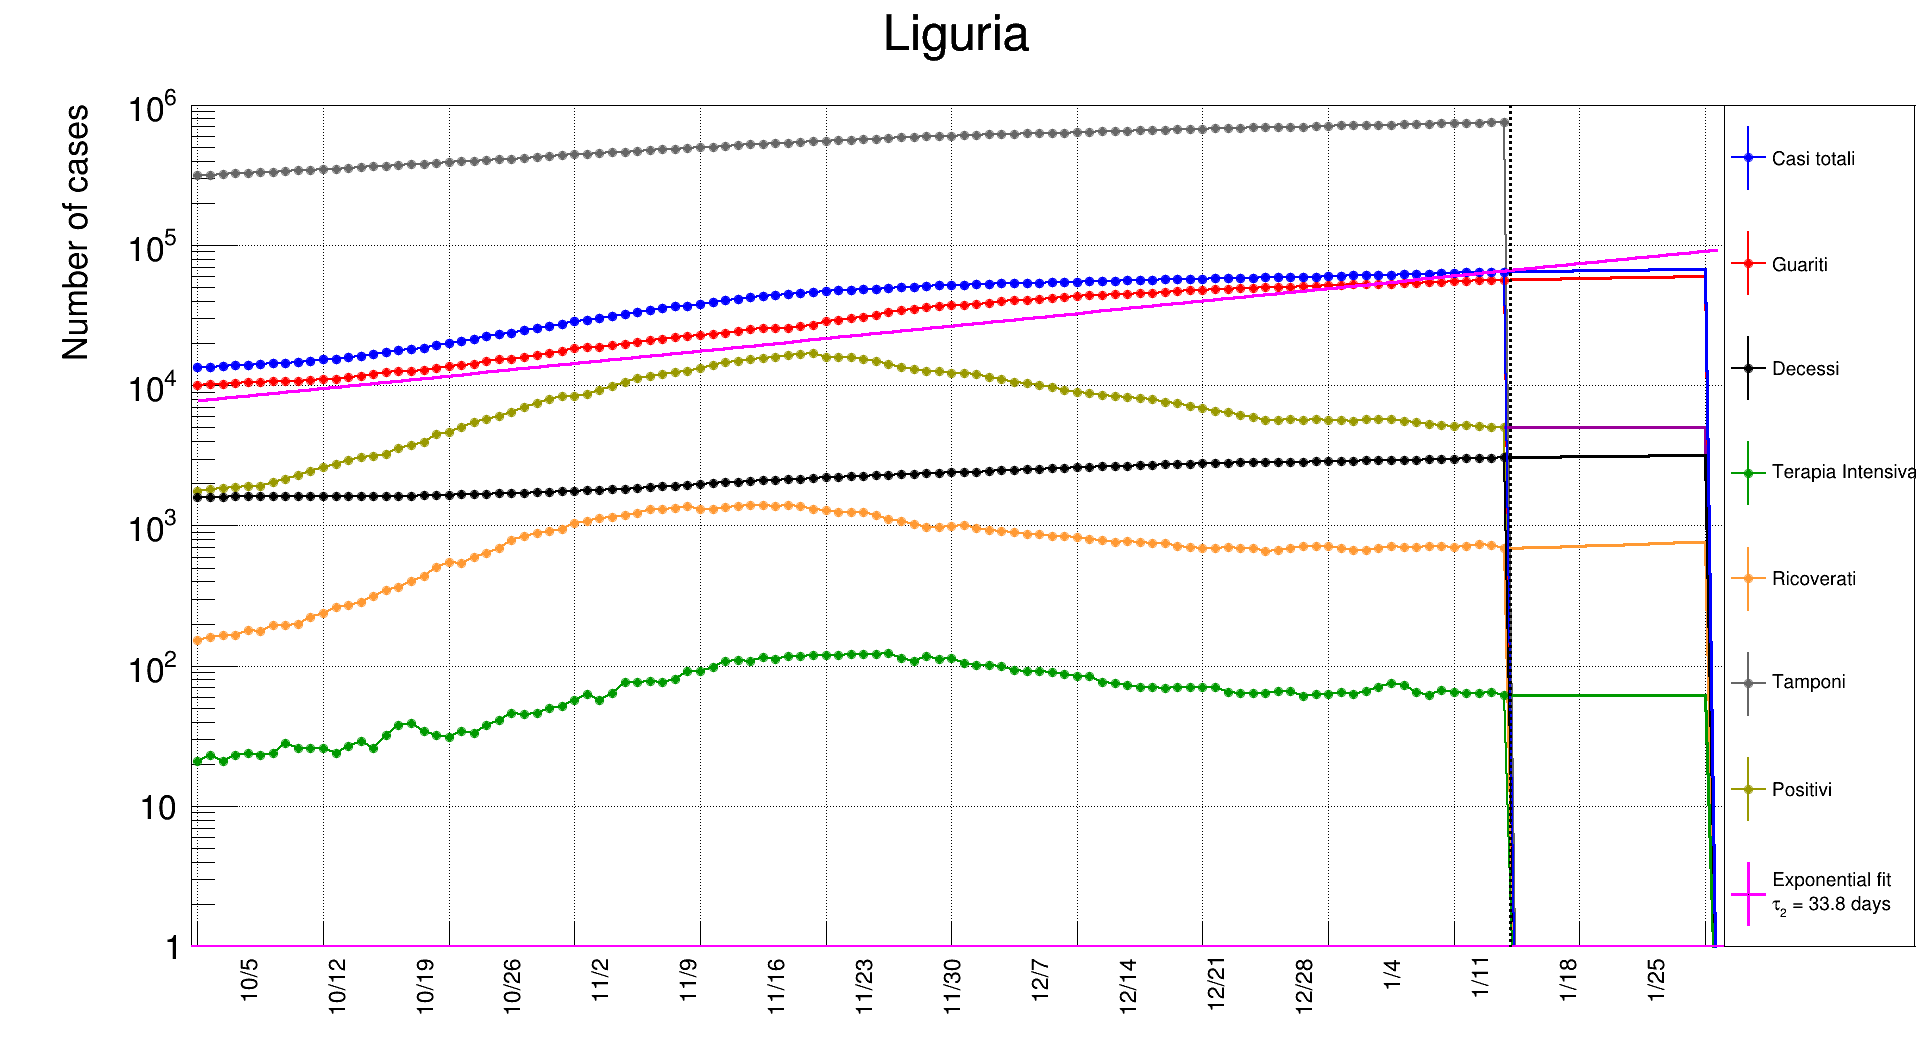 Liguria
Number of cases
10^6
10^5
10^4
10^3
10^2
10
1
10/5
10/12
10/19
10/26
11/2
11/9
11/16
11/23
11/30
12/7
12/14
12/21
12/28
1/4
1/11
1/18
1/25
Casi totali
Guariti
Decessi
Terapia Intensiva
Ricoverati
Tamponi
Positivi
Exponential fit
τ₂ = 33.8 days